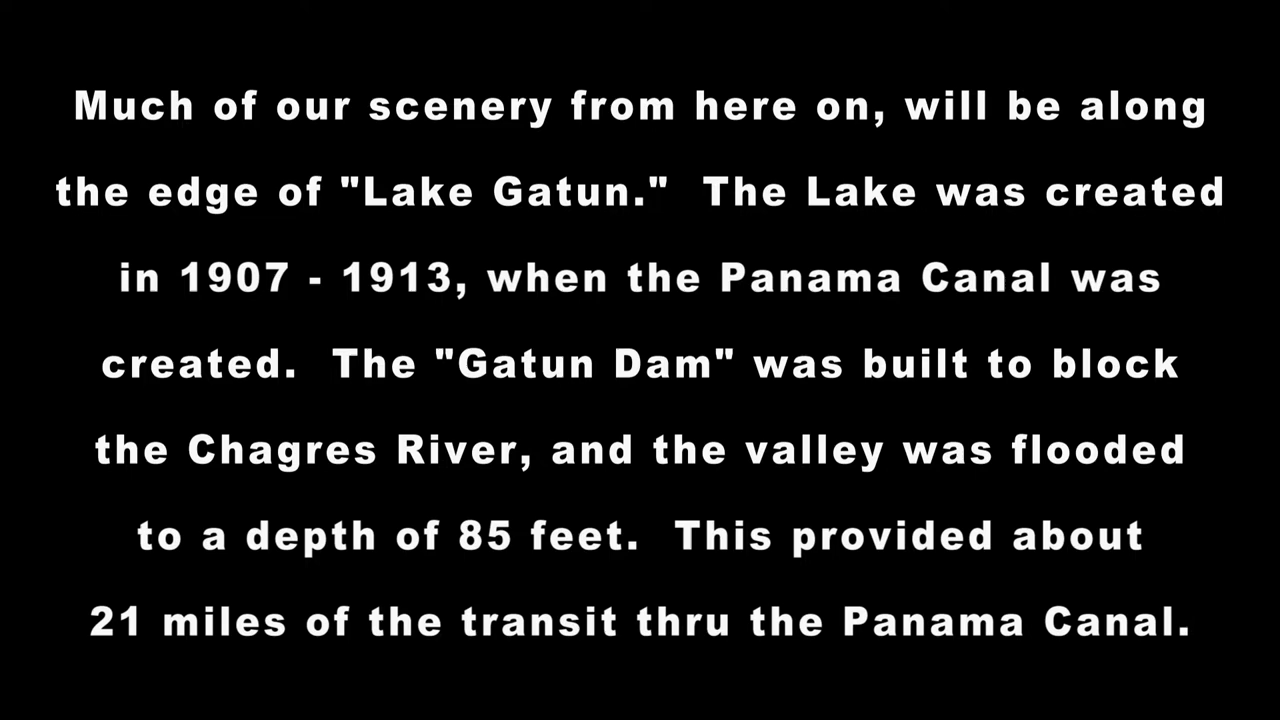 Much of our scenery from here on, will be along
the edge of "Lake Gatun."  The Lake was created
in 1907 - 1913, when the Panama Canal was
created.  The "Gatun Dam" was built to block
the Chagres River, and the valley was flooded
to a depth of 85 feet.  This provided about
21 miles of the transit thru the Panama Canal.